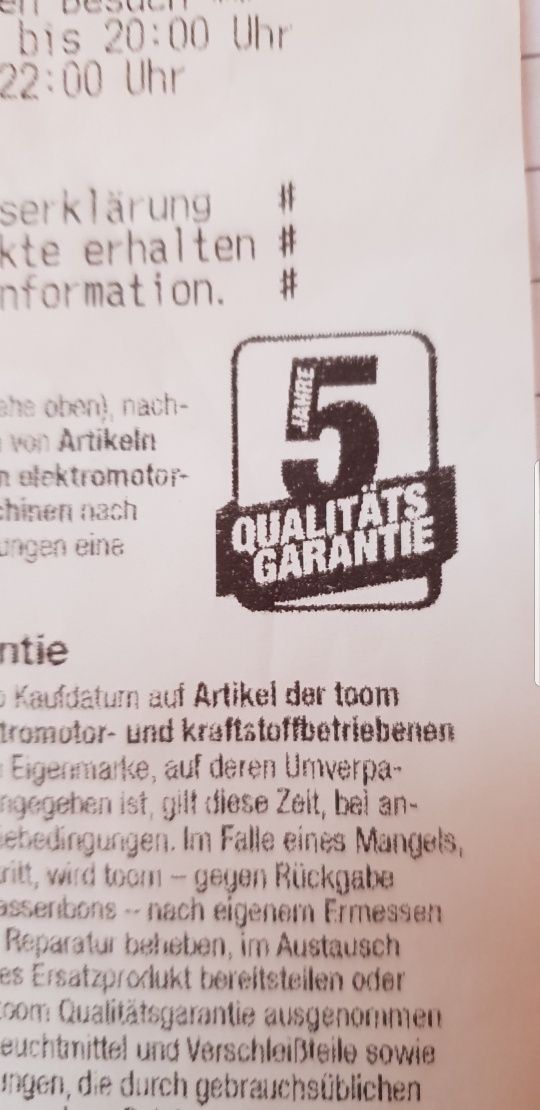 en Besuch
bis 20:00 Uhr
22:00 Uhr
serklärung #
kte erhalten #
nformation. #
ehe oben), nach-
von Artikeln
n elektromotor-
chinen nach
ungen eine
5
JAHRE
QUALITÄTS
GARANTIE
ntie
Kaufdatum auf Artikel der toom
tromotor- und kraftstoffbetriebenen
Eigenmarke, auf deren Umverpa-
ngegeben ist, gilt diese Zeit, bei an-
iebedingungen. Im Falle eines Mangels,
ritt, wird toom – gegen Rückgabe
assenbons -- nach eigenem Ermessen
Reparatur beheben, im Austausch
es Ersatzprodukt bereitstellen oder
toom Qualitätsgarantie ausgenommen
euchtmittel und Verschleißteile sowie
ungen, die durch gebrauchsüblichen